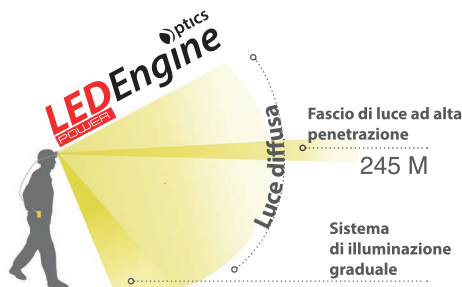 Optics
LEDEngine
POWER
Luce diffusa
Fascio di luce ad alta
penetrazione
245 M
Sistema
di illuminazione
graduale